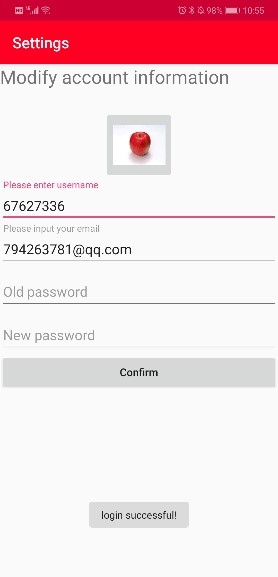 98% 10:55
Settings
Modify account information
Please enter username
67627336
Please input your email
794263781@qq.com
Old password
New password
Confirm
login successful!